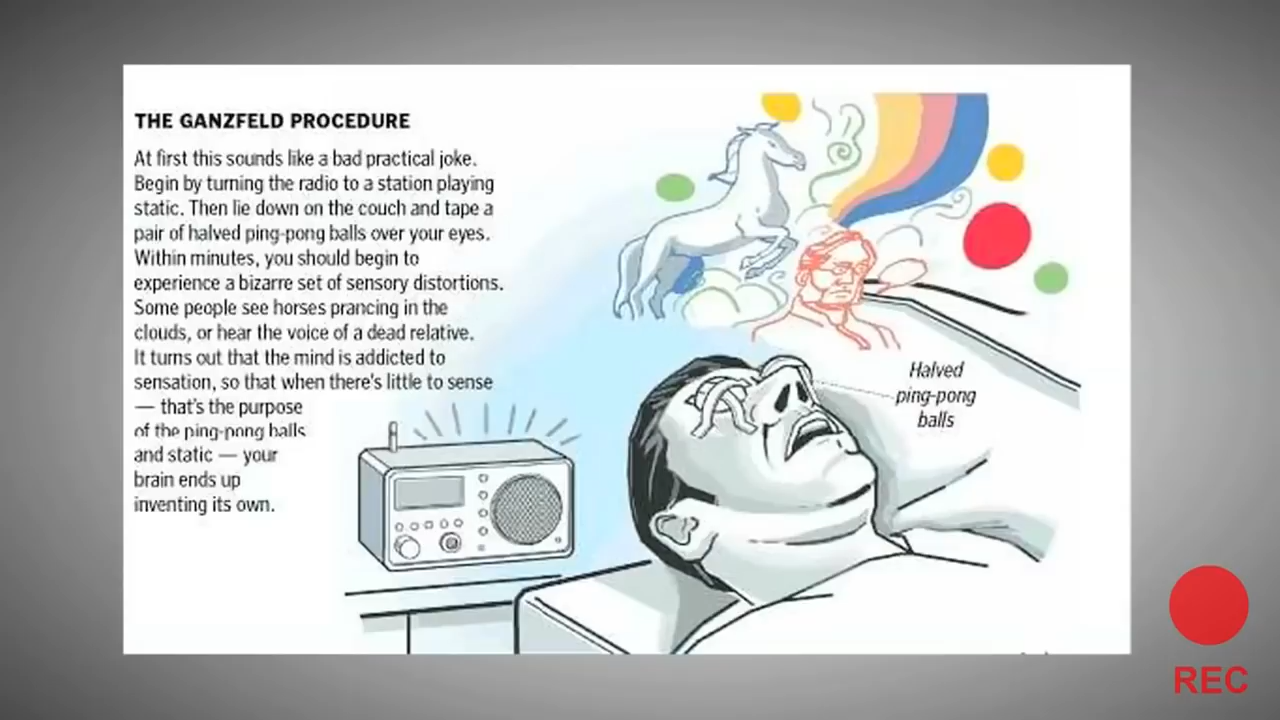 THE GANZFELD PROCEDURE
At first this sounds like a bad practical joke.
Begin by turning the radio to a station playing
static. Then lie down on the couch and tape a
pair of halved ping-pong balls over your eyes.
Within minutes, you should begin to
experience a bizarre set of sensory distortions.
Some people see horses prancing in the
clouds, or hear the voice of a dead relative.
It turns out that the mind is addicted to
sensation, so that when there's little to sense
— that's the purpose
of the ping-pong balls
and static — your
brain ends up
inventing its own.
Halved
ping-pong
balls
REC